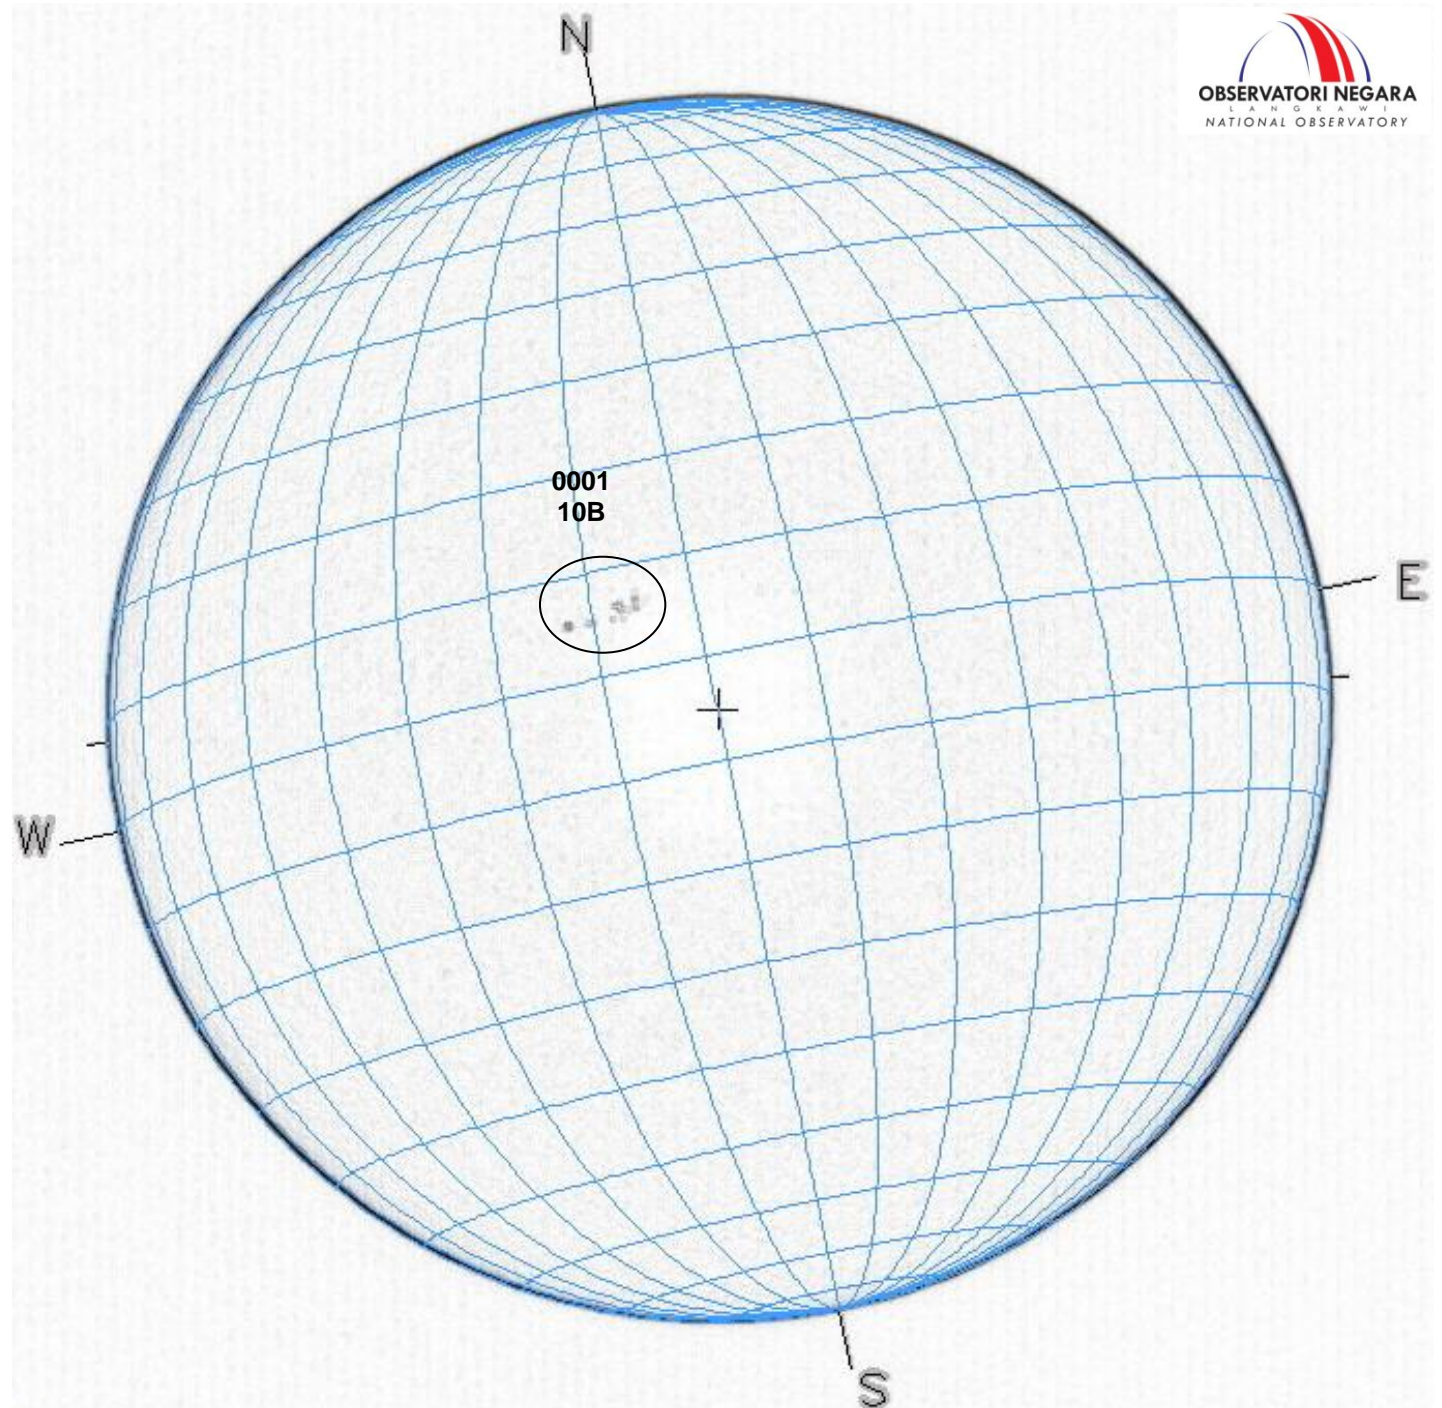 N
OBSERVATORI NEGARA
LANGKAWI
NATIONAL OBSERVATORY
0001
10B
E
W
S